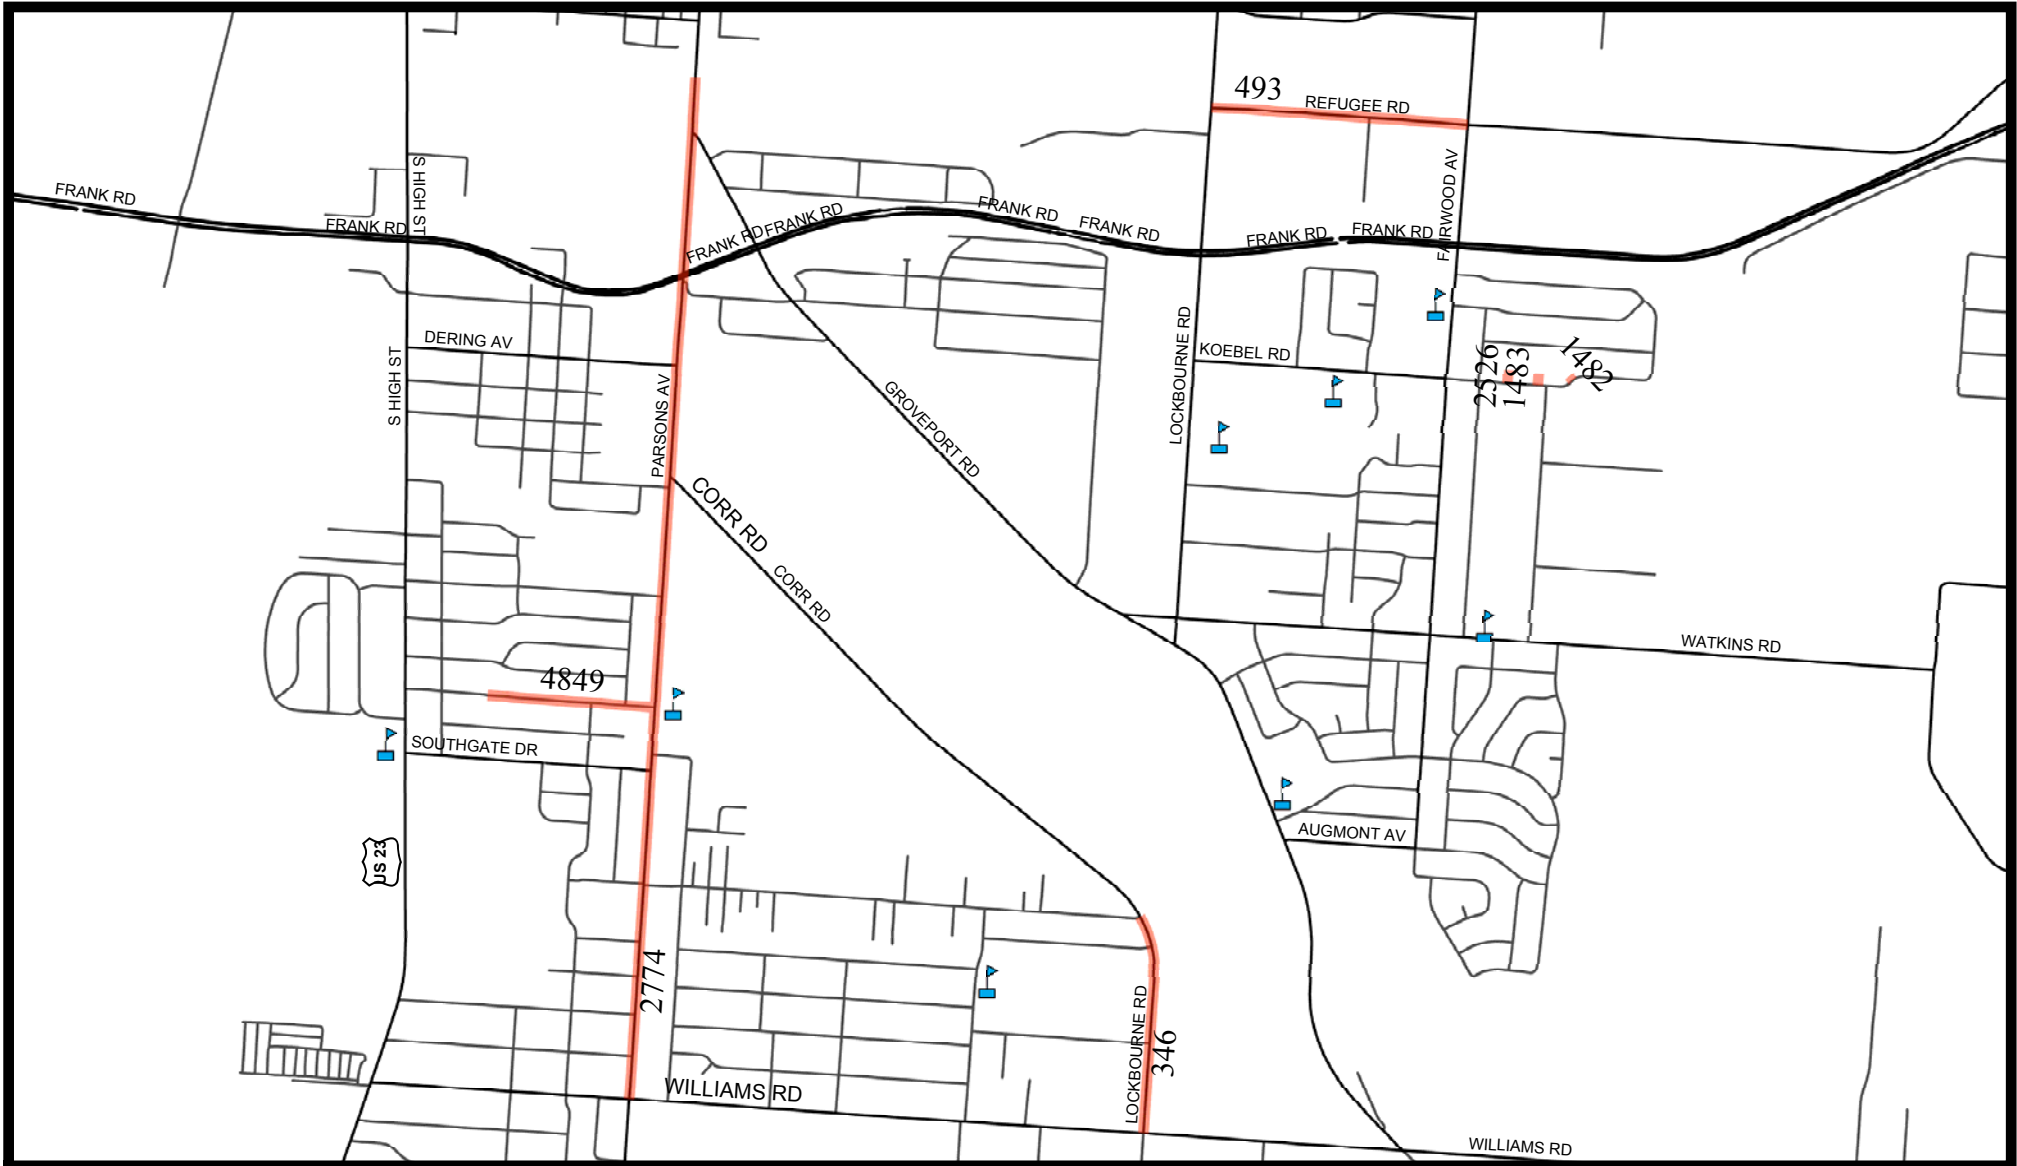 493
REFUGEE RD
S HIGH ST
FAIRWOOD AV
FRANK RD
FRANK RD
FRANK RD
FRANK RD
FRANK RD
FRANK RD
FRANK RD
FRANK RD
DERING AV
S HIGH ST
PARSONS AV
GROVEPORT RD
LOCKBOURNE RD
KOEBEL RD
2526
1483
1482
CORR RD
CORR RD
WATKINS RD
4849
SOUTHGATE DR
US 23
AUGMONT AV
2774
LOCKBOURNE RD
346
WILLIAMS RD
WILLIAMS RD